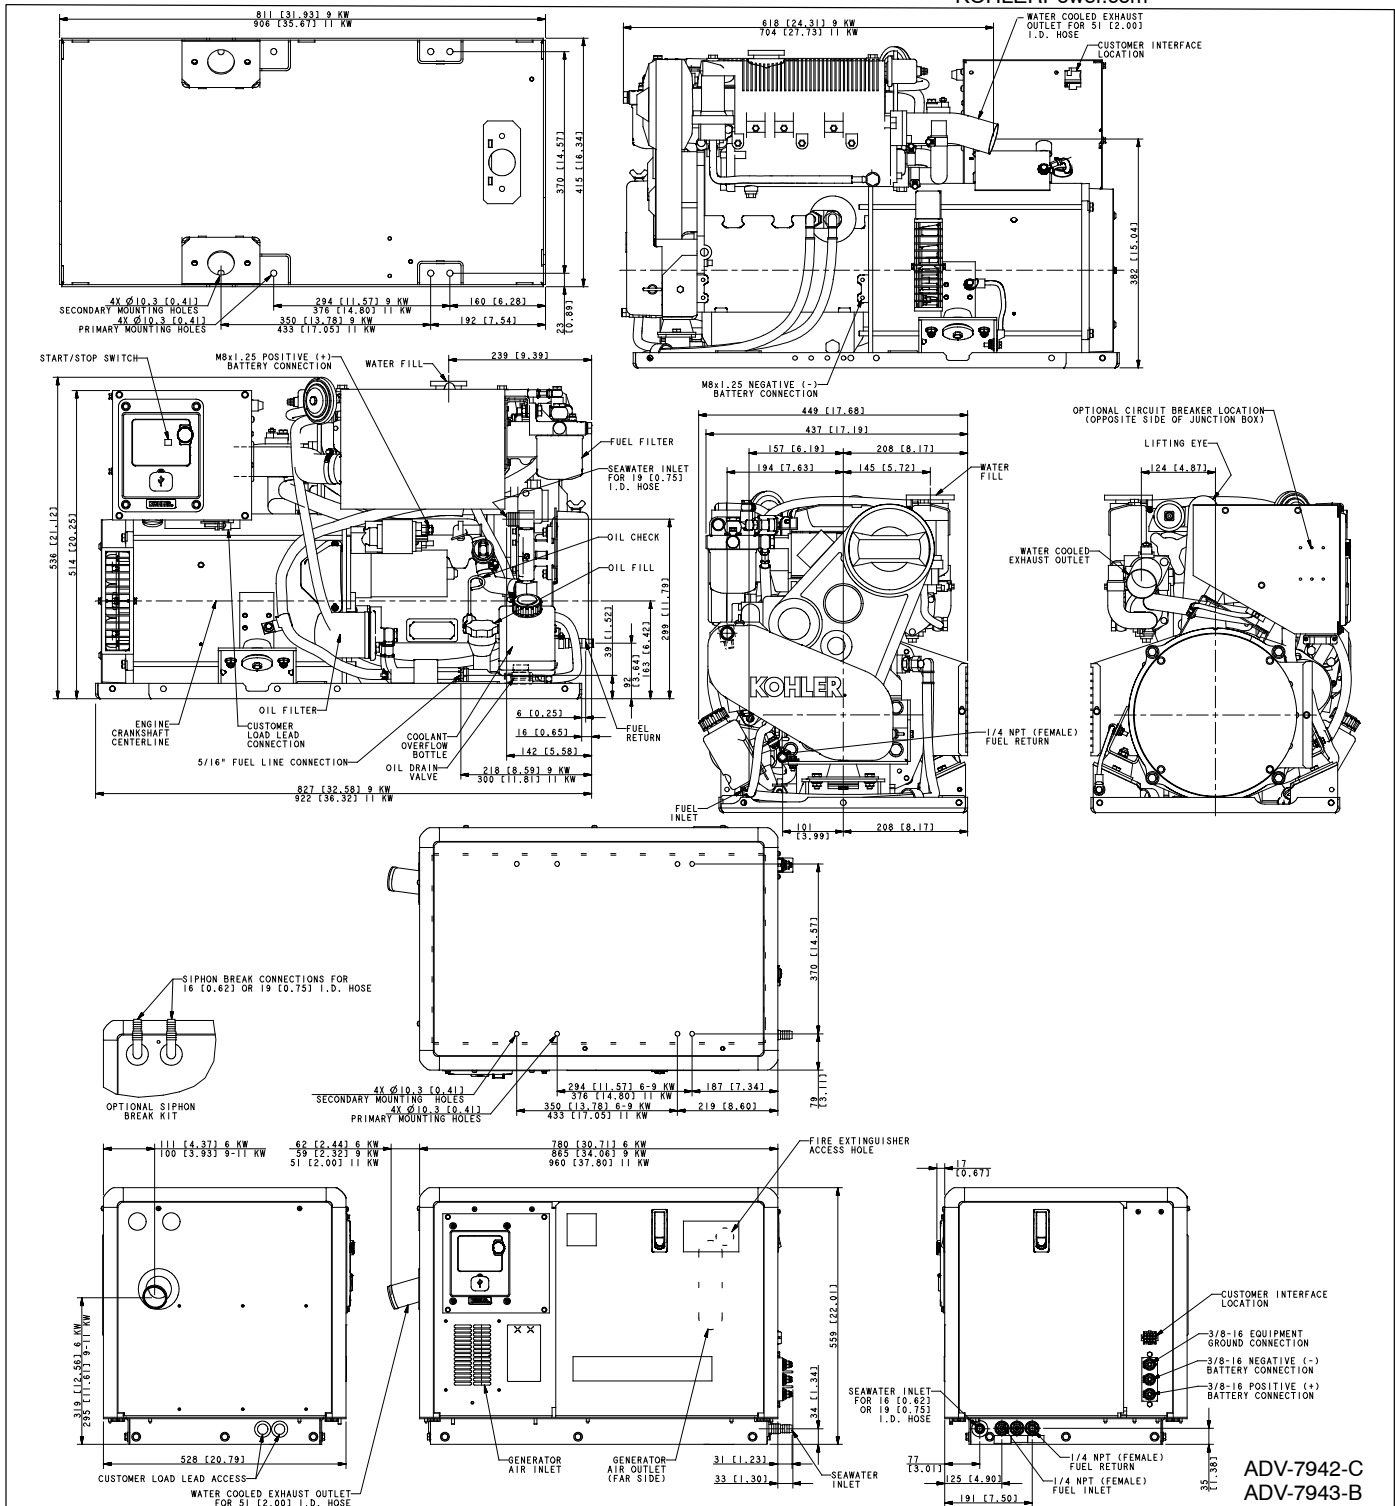 KOHLERPower.com
811 [31.93] 9 KW
906 [35.67] 11 KW
370 [14.57]
415 [16.34]
4X Ø10.3 [0.41]
SECONDARY MOUNTING HOLES
4X Ø10.3 [0.41]
PRIMARY MOUNTING HOLES
294 [11.57] 9 KW
376 [14.80] 11 KW
160 [6.28]
350 [13.78] 9 KW
433 [17.05] 11 KW
192 [7.54]
23
[0.89]
618 [24.31] 9 KW
704 [27.73] 11 KW
WATER COOLED EXHAUST
OUTLET FOR 51 [2.00]
I.D. HOSE
CUSTOMER INTERFACE
LOCATION
382 [15.04]
M8x1.25 NEGATIVE (-)
BATTERY CONNECTION
START/STOP SWITCH
M8x1.25 POSITIVE (+)
BATTERY CONNECTION
WATER FILL
239 [9.39]
FUEL FILTER
SEAWATER INLET
FOR 19 [0.75]
I.D. HOSE
OIL CHECK
OIL FILL
536 [21.12]
514 [20.25]
39 [1.52]
92
[3.64]
163 [6.42]
299 [11.79]
ENGINE
CRANKSHAFT
CENTERLINE
OIL FILTER
CUSTOMER
LOAD LEAD
CONNECTION
5/16" FUEL LINE CONNECTION
COOLANT
OVERFLOW
BOTTLE
OIL DRAIN
VALVE
6 [0.25]
16 [0.65]
142 [5.58]
FUEL
RETURN
218 [8.59] 9 KW
300 [11.81] 11 KW
827 [32.58] 9 KW
922 [36.32] 11 KW
449 [17.68]
437 [17.19]
157 [6.19]
208 [8.17]
194 [7.63]
145 [5.72]
WATER
FILL
KOHLER
1/4 NPT (FEMALE)
FUEL RETURN
FUEL
INLET
101
[3.99]
208 [8.17]
OPTIONAL CIRCUIT BREAKER LOCATION
(OPPOSITE SIDE OF JUNCTION BOX)
LIFTING EYE
124 [4.87]
WATER COOLED
EXHAUST OUTLET
SIPHON BREAK CONNECTIONS FOR
16 [0.62] OR 19 [0.75] I.D. HOSE
OPTIONAL SIPHON
BREAK KIT
370 [14.57]
4X Ø10.3 [0.41]
SECONDARY MOUNTING HOLES
4X Ø10.3 [0.41]
PRIMARY MOUNTING HOLES
294 [11.57] 6-9 KW
376 [14.80] 11 KW
187 [7.34]
350 [13.78] 6-9 KW
433 [17.05] 11 KW
219 [8.60]
79
[3.11]
111 [4.37] 6 KW
100 [3.93] 9-11 KW
62 [2.44] 6 KW
59 [2.32] 9 KW
51 [2.00] 11 KW
780 [30.71] 6 KW
865 [34.06] 9 KW
960 [37.80] 11 KW
FIRE EXTINGUISHER
ACCESS HOLE
17
[0.67]
319 [12.56] 6 KW
295 [11.61] 9-11 KW
528 [20.79]
CUSTOMER LOAD LEAD ACCESS
WATER COOLED EXHAUST OUTLET
FOR 51 [2.00] I.D. HOSE
GENERATOR
AIR INLET
GENERATOR
AIR OUTLET
(FAR SIDE)
559 [22.01]
34 [1.34]
31 [1.23]
33 [1.30]
SEAWATER
INLET
CUSTOMER INTERFACE
LOCATION
3/8-16 EQUIPMENT
GROUND CONNECTION
3/8-16 NEGATIVE (-)
BATTERY CONNECTION
3/8-16 POSITIVE (+)
BATTERY CONNECTION
SEAWATER INLET
FOR 16 [0.62]
OR 19 [0.75]
I.D. HOSE
77
[3.01]
125 [4.90]
191 [7.50]
1/4 NPT (FEMALE)
FUEL RETURN
1/4 NPT (FEMALE)
FUEL INLET
35
[1.38]
ADV-7942-C
ADV-7943-B